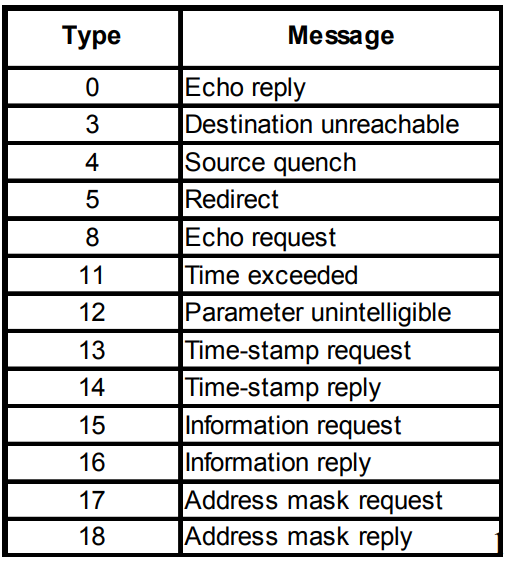 Type Message
0 Echo reply
3 Destination unreachable
4 Source quench
5 Redirect
8 Echo request
11 Time exceeded
12 Parameter unintelligible
13 Time-stamp request
14 Time-stamp reply
15 Information request
16 Information reply
17 Address mask request
18 Address mask reply